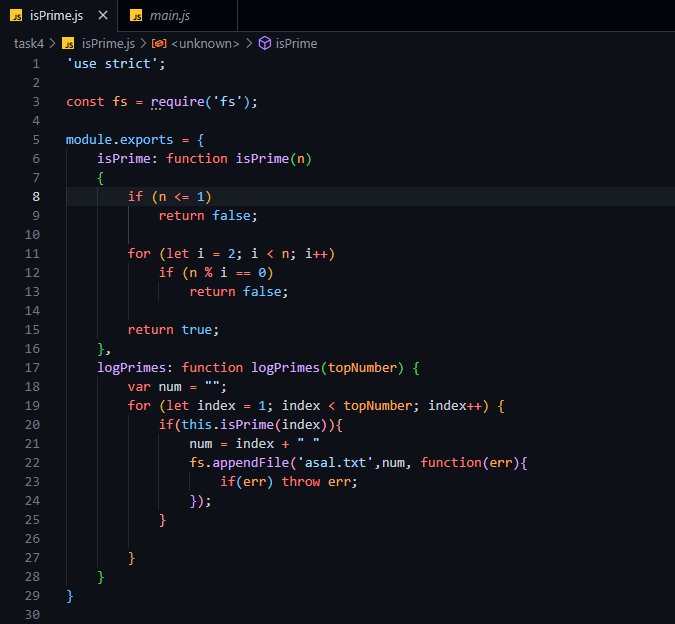 isPrime.js
main.js
task4 > isPrime.js > <unknown> > isPrime
1 'use strict';
2
3 const fs = require('fs');
4
5 module.exports = {
6 isPrime: function isPrime(n)
7 {
8 if (n <= 1)
9 return false;
10
11 for (let i = 2; i < n; i++)
12 if (n % i == 0)
13 return false;
14
15 return true;
16 },
17 logPrimes: function logPrimes(topNumber) {
18 var num = "";
19 for (let index = 1; index < topNumber; index++) {
20 if(this.isPrime(index)){
21 num = index + " "
22 fs.appendFile('asal.txt',num, function(err){
23 if(err) throw err;
24 });
25 }
26
27 }
28 }
29 }
30